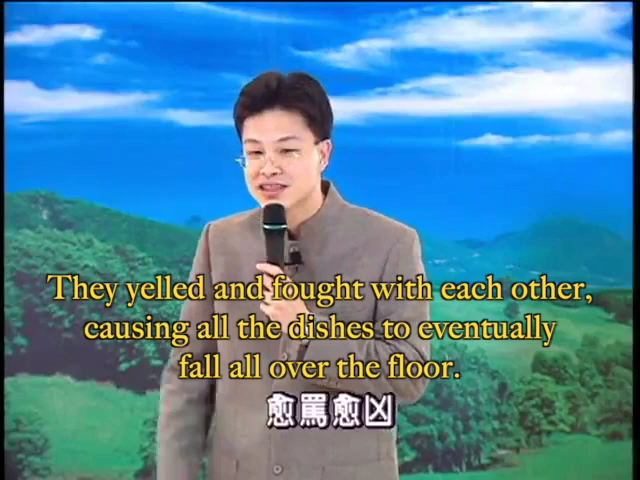 They yelled and fought with each other,
causing all the dishes to eventually
fall all over the floor.
愈罵愈凶